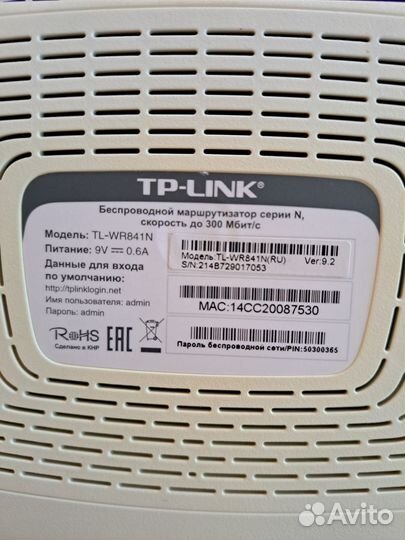 TP-LINK®
Беспроводной маршрутизатор серии N,
скорость до 300 Мбит/с
Модель: TL-WR841N
Питание: 9V⎓0.6A
Данные для входа
по умолчанию:
http://tplinklogin.net
Имя пользователя: admin
Пароль: admin
RoHS
Сделано в КНР
EAC
Модель:TL-WR841N(RU) Ver:9.2
S/N:214B729017053
MAC:14CC20087530
Пароль беспроводной сети/PIN:50300365
Avito